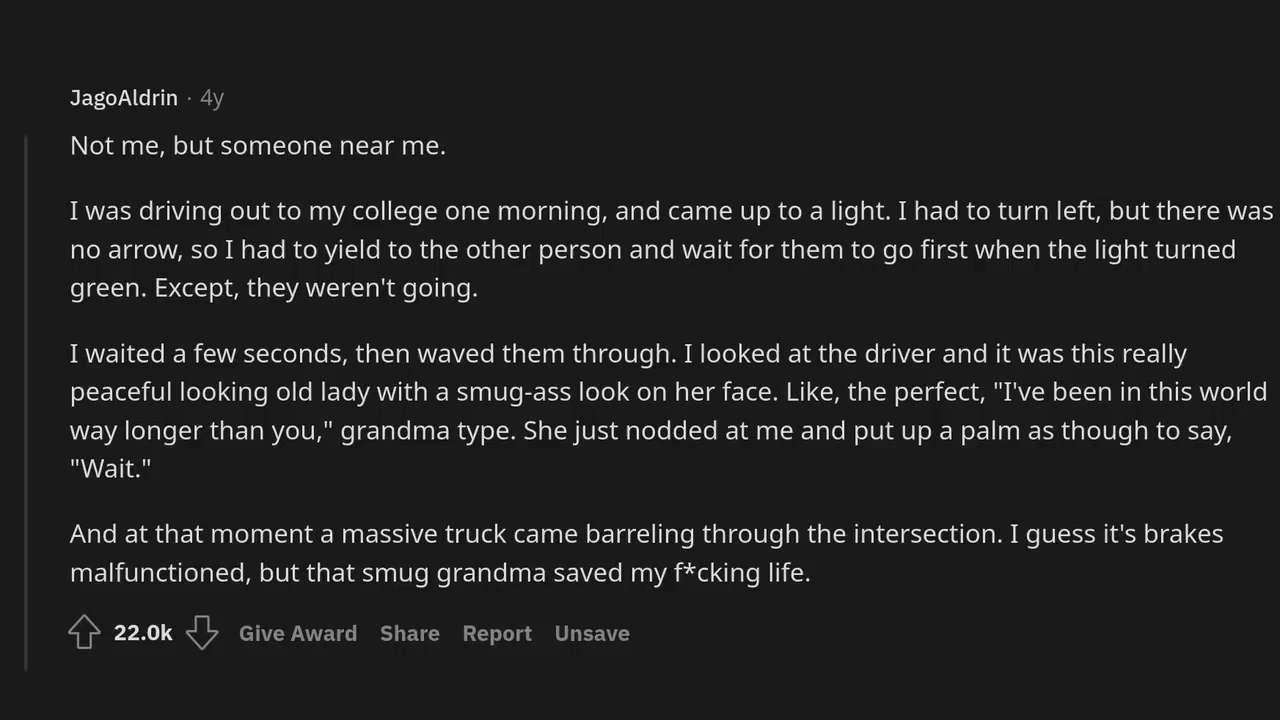 JagoAldrin · 4y
Not me, but someone near me.
I was driving out to my college one morning, and came up to a light. I had to turn left, but there was
no arrow, so I had to yield to the other person and wait for them to go first when the light turned
green. Except, they weren't going.
I waited a few seconds, then waved them through. I looked at the driver and it was this really
peaceful looking old lady with a smug-ass look on her face. Like, the perfect, "I've been in this world
way longer than you," grandma type. She just nodded at me and put up a palm as though to say,
"Wait."
And at that moment a massive truck came barreling through the intersection. I guess it's brakes
malfunctioned, but that smug grandma saved my f*cking life.
22.0k Give Award Share Report Unsave